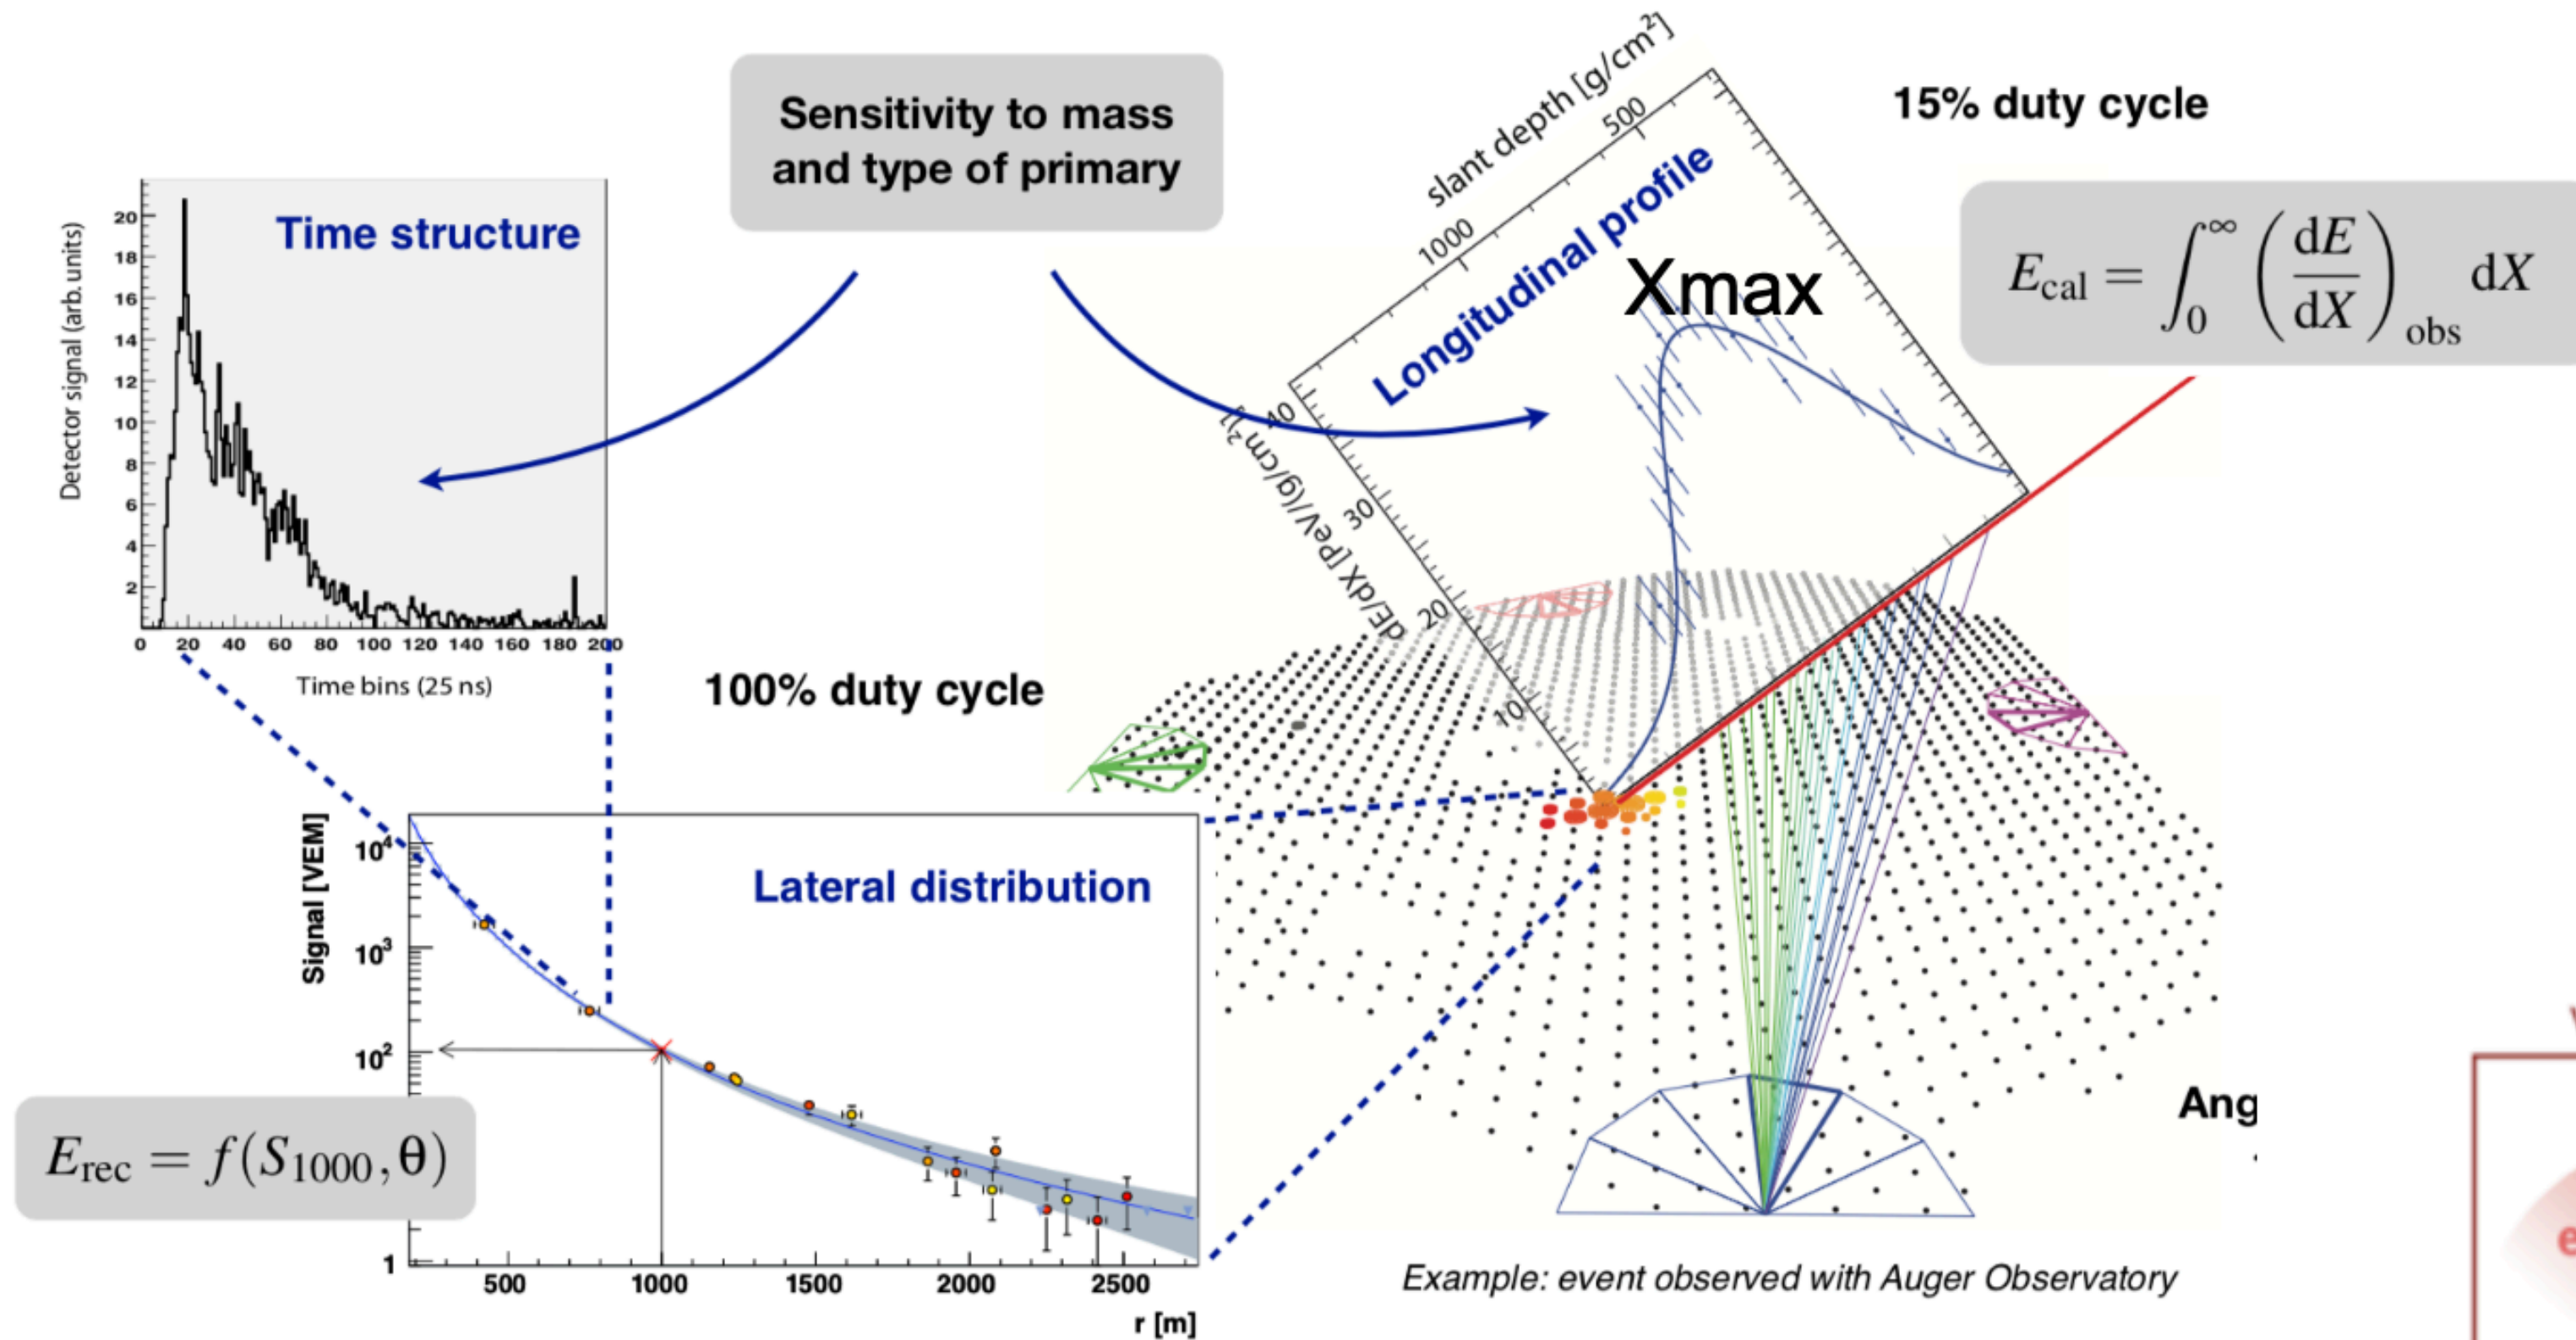 Sensitivity to mass
and type of primary
15% duty cycle
slant depth [g/cm²]
500
1000
Longitudinal profile
Xmax
E_cal = ∫_0^∞ (dE/dX)_obs dX
dE/dX [PeV/(g/cm²)]
40
30
20
10
Time structure
Detector signal (arb. units)
20
18
16
14
12
10
8
6
4
2
0 20 40 60 80 100 120 140 160 180 200
Time bins (25 ns)
100% duty cycle
Lateral distribution
Signal [VEM]
10⁴
10³
10²
1
500 1000 1500 2000 2500
r [m]
E_rec = f(S_1000, θ)
Ang
e
Example: event observed with Auger Observatory